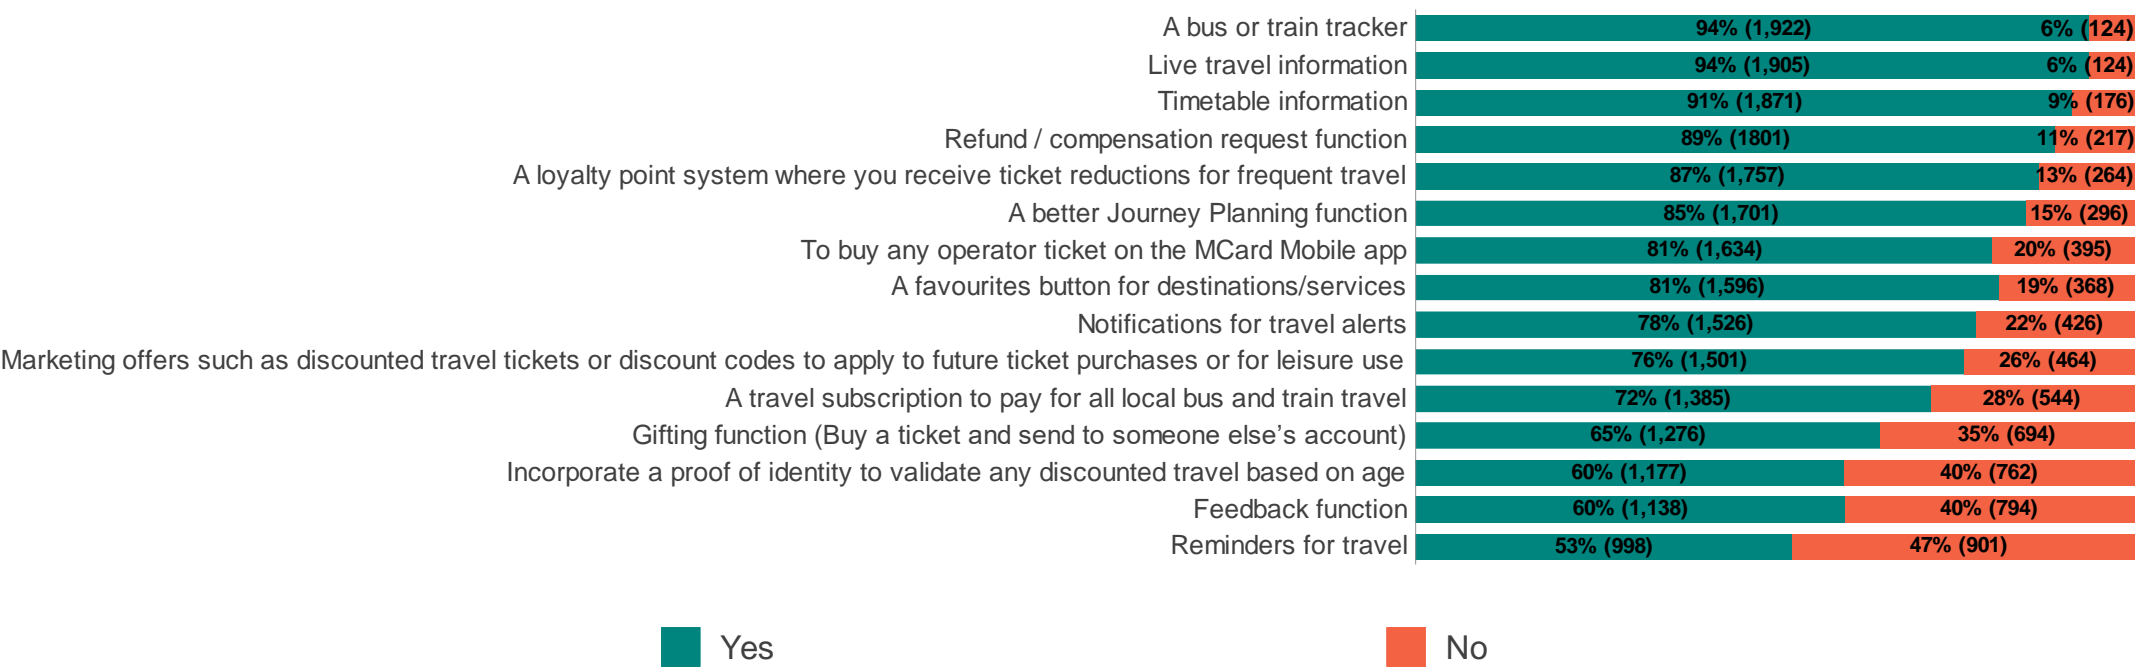 A bus or train tracker 94% (1,922) 6% (124)
Live travel information 94% (1,905) 6% (124)
Timetable information 91% (1,871) 9% (176)
Refund / compensation request function 89% (1801) 11% (217)
A loyalty point system where you receive ticket reductions for frequent travel 87% (1,757) 13% (264)
A better Journey Planning function 85% (1,701) 15% (296)
To buy any operator ticket on the MCard Mobile app 81% (1,634) 20% (395)
A favourites button for destinations/services 81% (1,596) 19% (368)
Notifications for travel alerts 78% (1,526) 22% (426)
Marketing offers such as discounted travel tickets or discount codes to apply to future ticket purchases or for leisure use 76% (1,501) 26% (464)
A travel subscription to pay for all local bus and train travel 72% (1,385) 28% (544)
Gifting function (Buy a ticket and send to someone else’s account) 65% (1,276) 35% (694)
Incorporate a proof of identity to validate any discounted travel based on age 60% (1,177) 40% (762)
Feedback function 60% (1,138) 40% (794)
Reminders for travel 53% (998) 47% (901)
Yes No